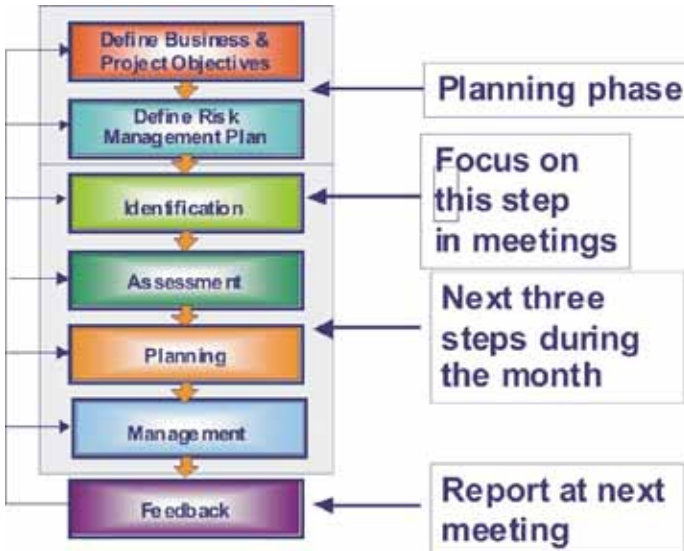 Define Business &
Project Objectives
Planning phase
Define Risk
Management Plan
Focus on
this step
in meetings
Identification
Assessment
Next three
steps during
the month
Planning
Management
Feedback
Report at next
meeting